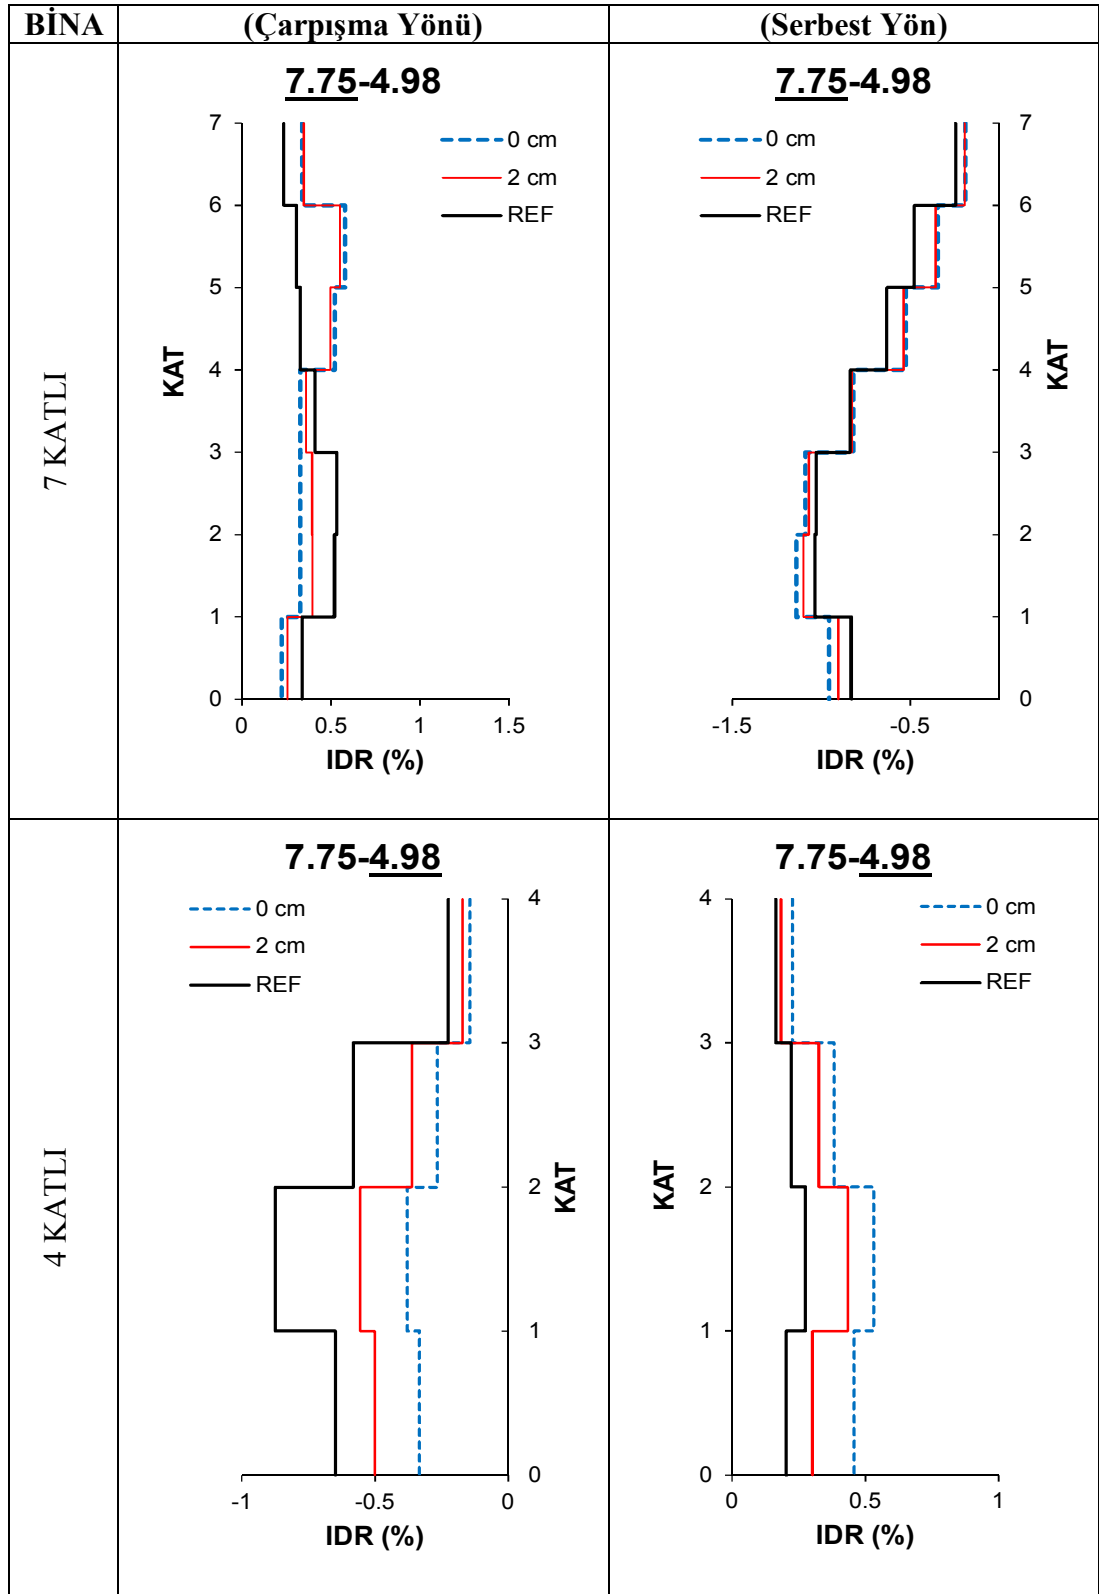 BİNA (Çarpışma Yönü) (Serbest Yön)
7 KATLI
7.75-4.98
0 cm
2 cm
REF
7
6
5
4
3
2
1
0
KAT
0 0.5 1 1.5
IDR (%)
7.75-4.98
0 cm
2 cm
REF
7
6
5
4
3
2
1
0
KAT
-1.5 -0.5
IDR (%)
4 KATLI
7.75-4.98
0 cm
2 cm
REF
4
3
2
1
0
KAT
-1 -0.5 0
IDR (%)
7.75-4.98
0 cm
2 cm
REF
4
3
2
1
0
KAT
0 0.5 1
IDR (%)